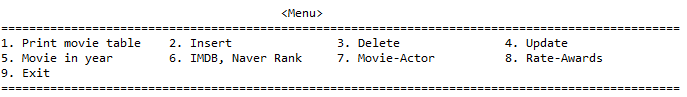 <Menu>
================================================================================================
1. Print movie table    2. Insert               3. Delete               4. Update
5. Movie in year        6. IMDB, Naver Rank     7. Movie-Actor          8. Rate-Awards
9. Exit
================================================================================================